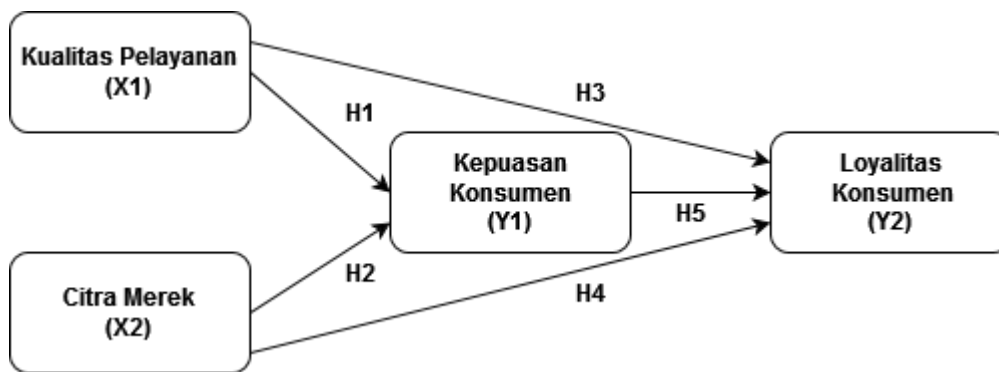 Kualitas Pelayanan
(X1)
H1
H3
Kepuasan
Konsumen
(Y1)
Loyalitas
Konsumen
(Y2)
H5
H2
H4
Citra Merek
(X2)